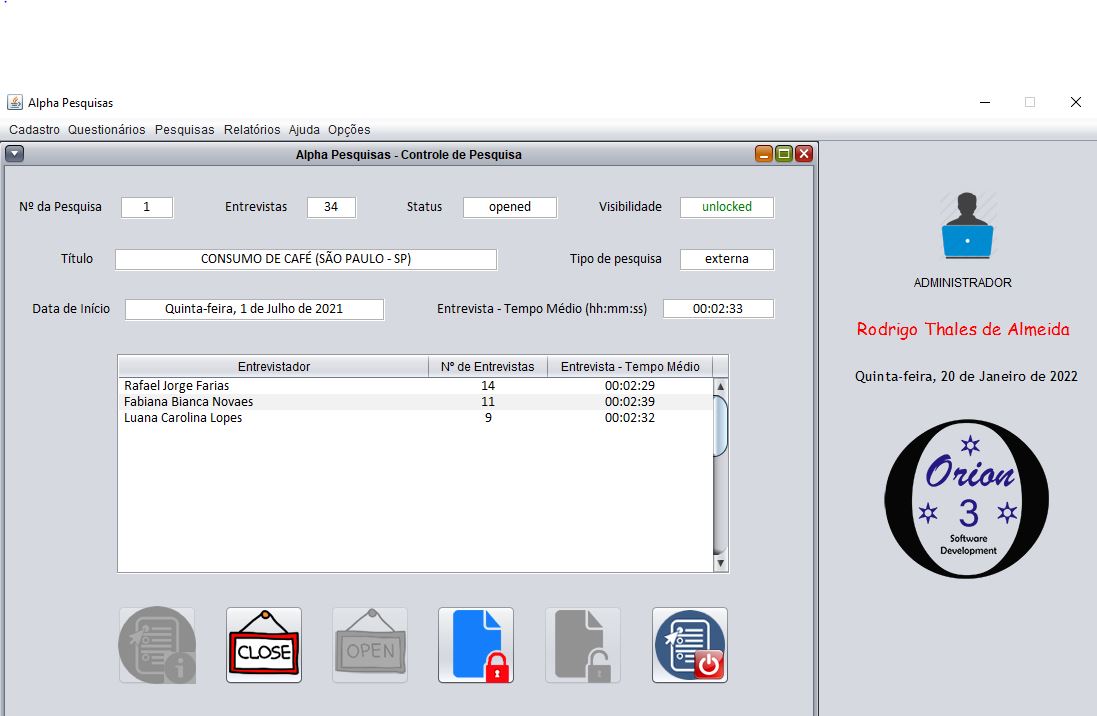 Alpha Pesquisas
Cadastro Questionários Pesquisas Relatórios Ajuda Opções
Alpha Pesquisas - Controle de Pesquisa
Nº da Pesquisa 1 Entrevistas 34 Status opened Visibilidade unlocked
Título CONSUMO DE CAFÉ (SÃO PAULO - SP) Tipo de pesquisa externa
Data de Início Quinta-feira, 1 de Julho de 2021 Entrevista - Tempo Médio (hh:mm:ss) 00:02:33
Entrevistador Nº de Entrevistas Entrevista - Tempo Médio
Rafael Jorge Farias 14 00:02:29
Fabiana Bianca Novaes 11 00:02:39
Luana Carolina Lopes 9 00:02:32
CLOSE OPEN
ADMINISTRADOR
Rodrigo Thales de Almeida
Quinta-feira, 20 de Janeiro de 2022
Orion
3
Software
Development